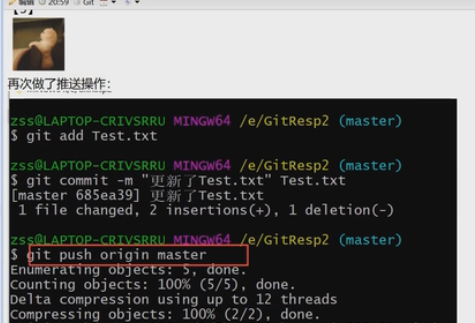 20:59 Git
再次做了推送操作：
zss@LAPTOP-CRIVSRRU MINGW64 /e/GitResp2 (master)
$ git add Test.txt
zss@LAPTOP-CRIVSRRU MINGW64 /e/GitResp2 (master)
$ git commit -m "更新了Test.txt" Test.txt
[master 685ea39] 更新了Test.txt
1 file changed, 2 insertions(+), 1 deletion(-)
zss@LAPTOP-CRIVSRRU MINGW64 /e/GitResp2 (master)
$ git push origin master
Enumerating objects: 5, done.
Counting objects: 100% (5/5), done.
Delta compression using up to 12 threads
Compressing objects: 100% (2/2), done.